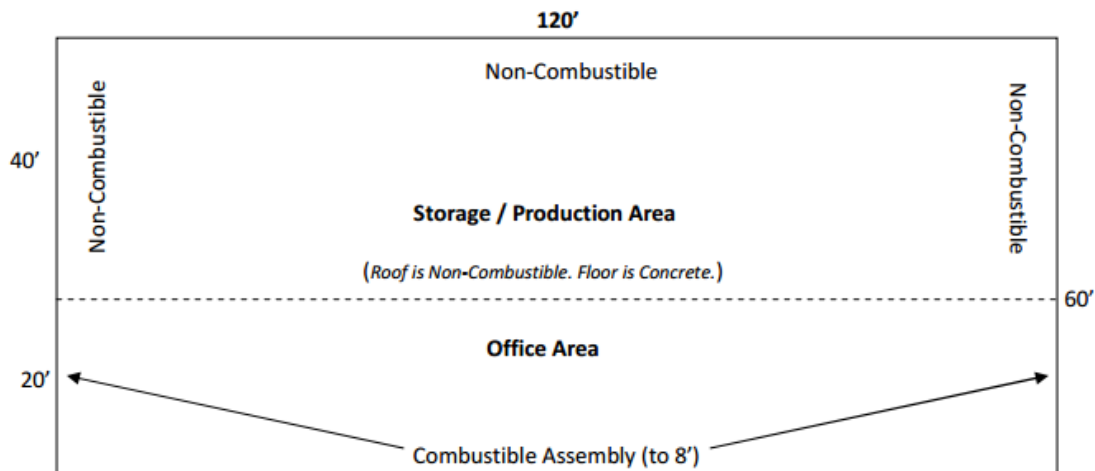 120’
Non-Combustible
Non-Combustible
Non-Combustible
40’
Storage / Production Area
(Roof is Non-Combustible. Floor is Concrete.)
60’
Office Area
20’
Combustible Assembly (to 8’)